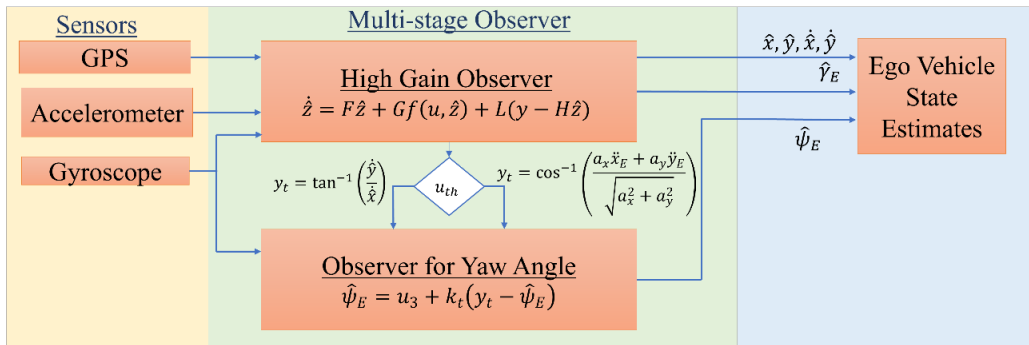 Sensors
Multi-stage Observer
GPS
Accelerometer
Gyroscope
High Gain Observer
ż̂ = Fẑ + Gf(u, ẑ) + L(y − Hẑ)
y_t = tan⁻¹(ẏ̂/ẋ̂)
u_th
y_t = cos⁻¹((a_x ẍ_E + a_y ÿ_E)/√(a_x² + a_y²))
Observer for Yaw Angle
ψ̂_E = u₃ + k_t(y_t − ψ̂_E)
x̂, ŷ, ẋ̂, ẏ̂
γ̂_E
ψ̂_E
Ego Vehicle
State
Estimates